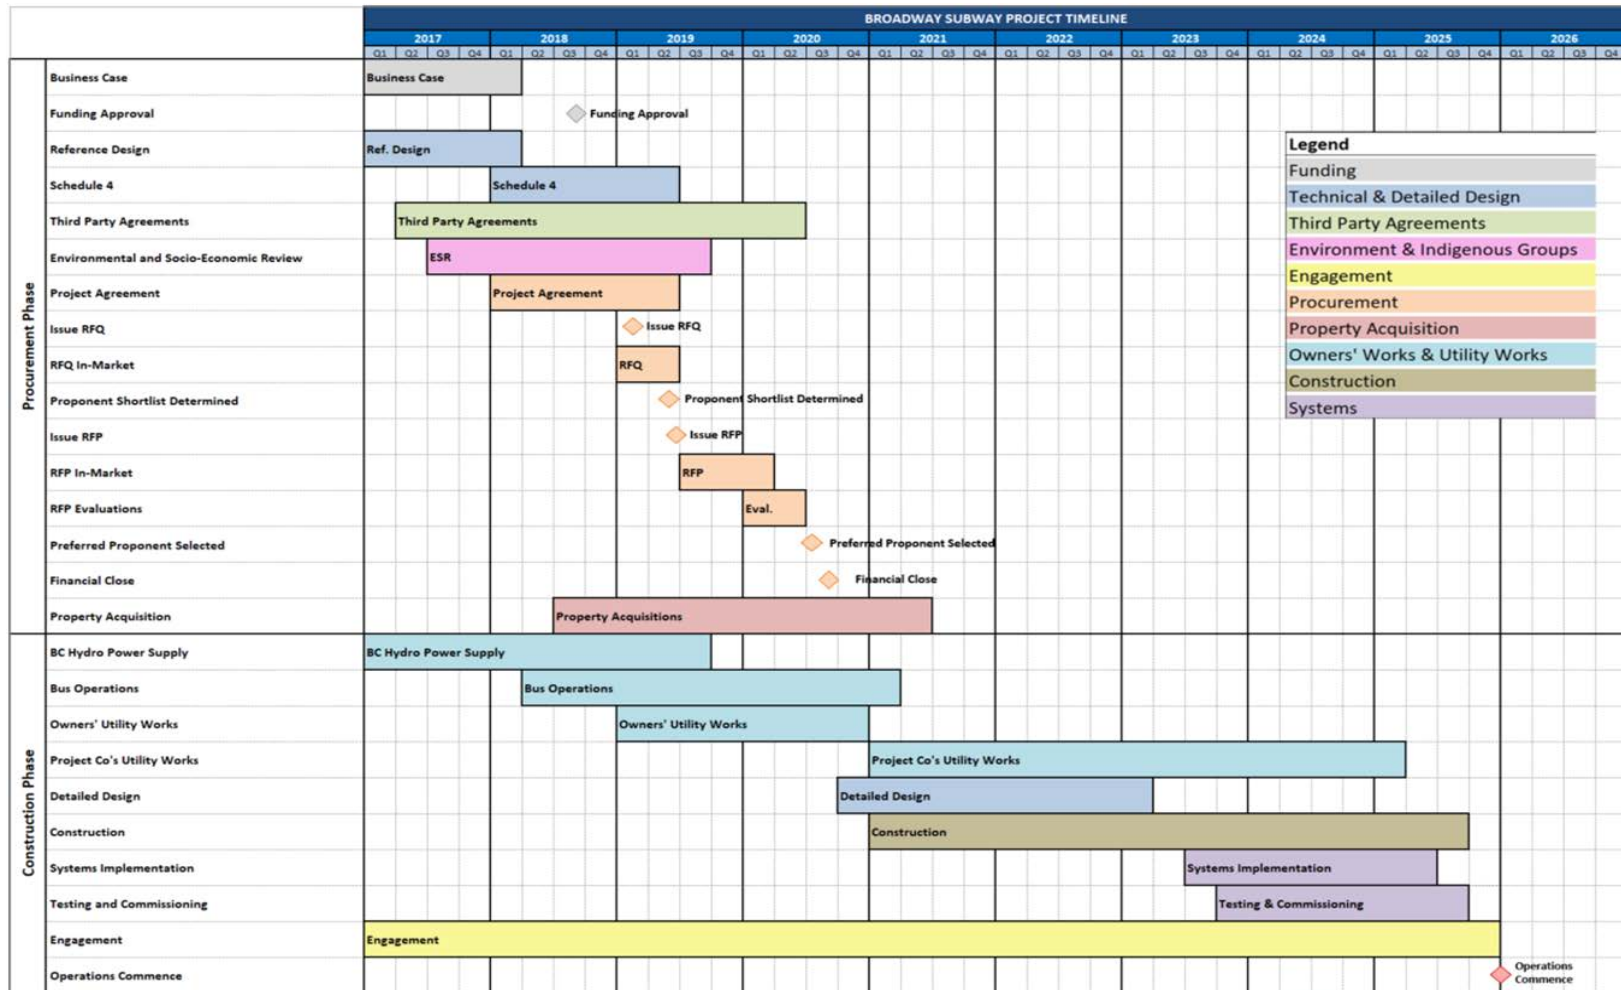 BROADWAY SUBWAY PROJECT TIMELINE
2017 2018 2019 2020 2021 2022 2023 2024 2025 2026
Q1 Q2 Q3 Q4 Q1 Q2 Q3 Q4 Q1 Q2 Q3 Q4 Q1 Q2 Q3 Q4 Q1 Q2 Q3 Q4 Q1 Q2 Q3 Q4 Q1 Q2 Q3 Q4 Q1 Q2 Q3 Q4 Q1 Q2 Q3 Q4 Q1 Q2 Q3 Q4
Procurement Phase
Business Case Business Case
Funding Approval Funding Approval
Reference Design Ref. Design
Schedule 4 Schedule 4
Third Party Agreements Third Party Agreements
Environmental and Socio-Economic Review ESR
Project Agreement Project Agreement
Issue RFQ Issue RFQ
RFQ In-Market RFQ
Proponent Shortlist Determined Proponent Shortlist Determined
Issue RFP Issue RFP
RFP In-Market RFP
RFP Evaluations Eval.
Preferred Proponent Selected Preferred Proponent Selected
Financial Close Financial Close
Property Acquisition Property Acquisitions
Legend
Funding
Technical & Detailed Design
Third Party Agreements
Environment & Indigenous Groups
Engagement
Procurement
Property Acquisition
Owners' Works & Utility Works
Construction
Systems
Construction Phase
BC Hydro Power Supply BC Hydro Power Supply
Bus Operations Bus Operations
Owners' Utility Works Owners' Utility Works
Project Co's Utility Works Project Co's Utility Works
Detailed Design Detailed Design
Construction Construction
Systems Implementation Systems Implementation
Testing and Commissioning Testing & Commissioning
Engagement Engagement
Operations Commence Operations
Commence